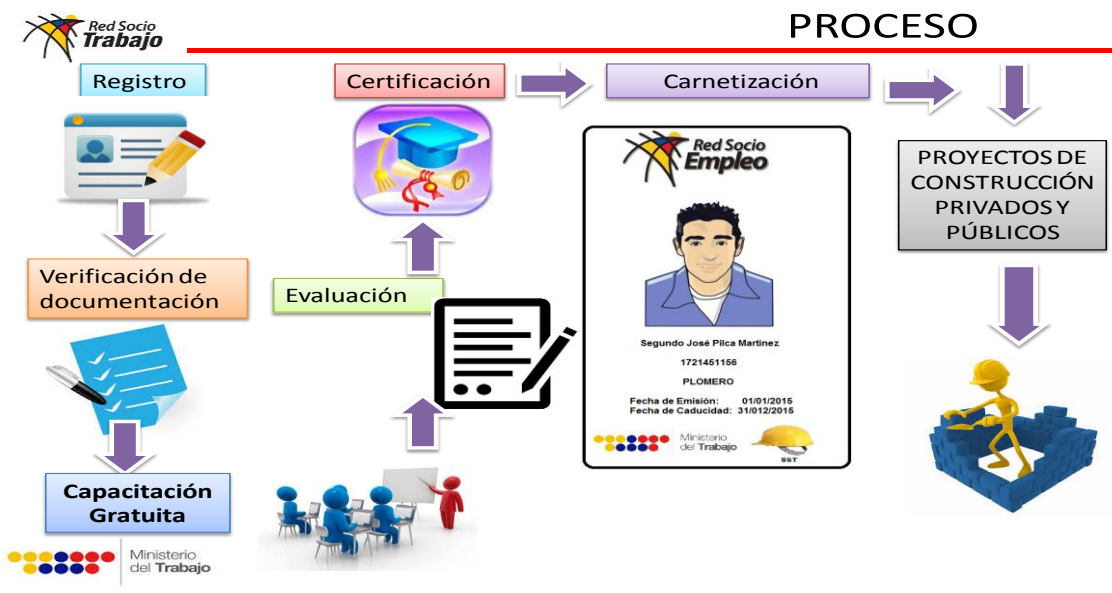 Red Socio
Trabajo
PROCESO
Registro
Verificación de
documentación
Capacitación
Gratuita
Ministerio
del Trabajo
Evaluación
Certificación
Carnetización
Red Socio
Empleo
Segundo José Pilca Martinez
1721451156
PLOMERO
Fecha de Emisión: 01/01/2015
Fecha de Caducidad: 31/012/2015
Ministerio
del Trabajo
SST
PROYECTOS DE
CONSTRUCCIÓN
PRIVADOS Y
PÚBLICOS